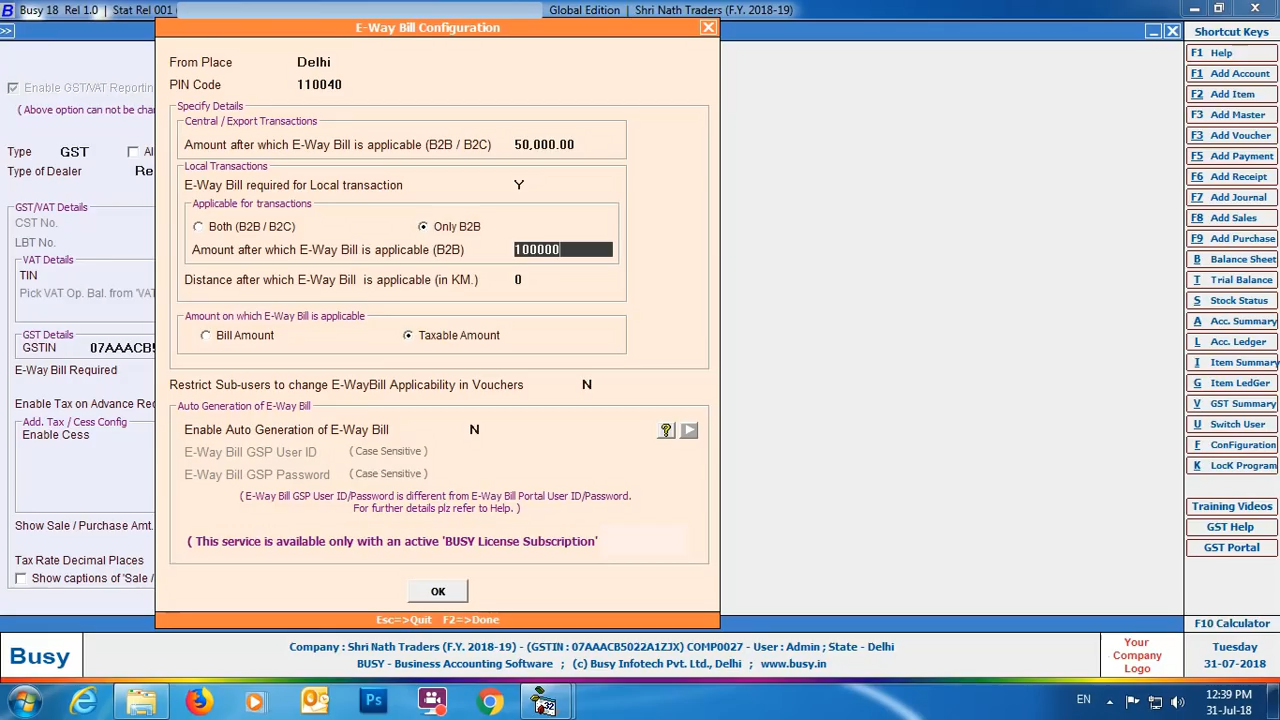 Busy 18 Rel 1.0 | Stat Rel 001
Global Edition | Shri Nath Traders (F.Y. 2018-19)
>>
E-Way Bill Configuration
From Place Delhi
PIN Code 110040
Specify Details
Central / Export Transactions
Amount after which E-Way Bill is applicable (B2B / B2C) 50,000.00
Local Transactions
E-Way Bill required for Local transaction Y
Applicable for transactions
Both (B2B / B2C) Only B2B
Amount after which E-Way Bill is applicable (B2B) 100000
Distance after which E-Way Bill is applicable (in KM.) 0
Amount on which E-Way Bill is applicable
Bill Amount Taxable Amount
Restrict Sub-users to change E-WayBill Applicability in Vouchers N
Auto Generation of E-Way Bill
Enable Auto Generation of E-Way Bill N
?
E-Way Bill GSP User ID ( Case Sensitive )
E-Way Bill GSP Password ( Case Sensitive )
( E-Way Bill GSP User ID/Password is different from E-Way Bill Portal User ID/Password.
For further details plz refer to Help. )
( This service is available only with an active 'BUSY License Subscription'
OK
Esc=>Quit F2=>Done
Enable GST/VAT Reportin
( Above option can not be cha
Type GST Al
Type of Dealer Re
GST/VAT Details
CST No.
LBT No.
VAT Details
TIN
Pick VAT Op. Bal. from 'VAT
GST Details
GSTIN 07AAACB5
E-Way Bill Required
Enable Tax on Advance Rec
Add. Tax / Cess Config
Enable Cess
Show Sale / Purchase Amt.
Tax Rate Decimal Places
Show captions of 'Sale /
Shortcut Keys
F1 Help
F1 Add Account
F2 Add Item
F3 Add Master
F3 Add Voucher
F5 Add Payment
F6 Add Receipt
F7 Add Journal
F8 Add Sales
F9 Add Purchase
B Balance Sheet
T Trial Balance
S Stock Status
A Acc. Summary
L Acc. Ledger
I Item Summary
G Item LedGer
V GST Summary
U Switch User
F ConFiguration
K LocK Program
Training Videos
GST Help
GST Portal
F10 Calculator
Busy
Company : Shri Nath Traders (F.Y. 2018-19) - (GSTIN : 07AAACB5022A1ZJX) COMP0027 - User : Admin ; State - Delhi
BUSY - Business Accounting Software ; (c) Busy Infotech Pvt. Ltd., Delhi ; www.busy.in
Your
Company
Logo
Tuesday
31-07-2018
Ps
32
EN
12:39 PM
31-Jul-18